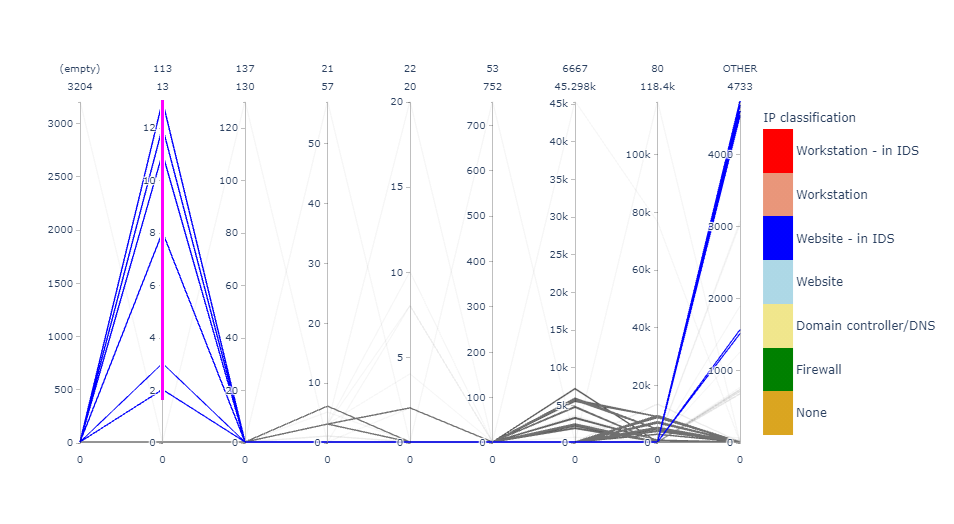 (empty) 113 137 21 22 53 6667 80 OTHER
3204 13 130 57 20 752 45.298k 118.4k 4733
3000 2500 2000 1500 1000 500 0
12 10 8 6 4 2 0
120 100 80 60 40 20 0
50 40 30 20 10 0
20 15 10 5 0
700 600 500 400 300 200 100 0
45k 40k 35k 30k 25k 20k 15k 10k 5k 0
100k 80k 60k 40k 20k 0
4000 3000 2000 1000 0
0 0 0 0 0 0 0 0 0
IP classification
Workstation - in IDS
Workstation
Website - in IDS
Website
Domain controller/DNS
Firewall
None